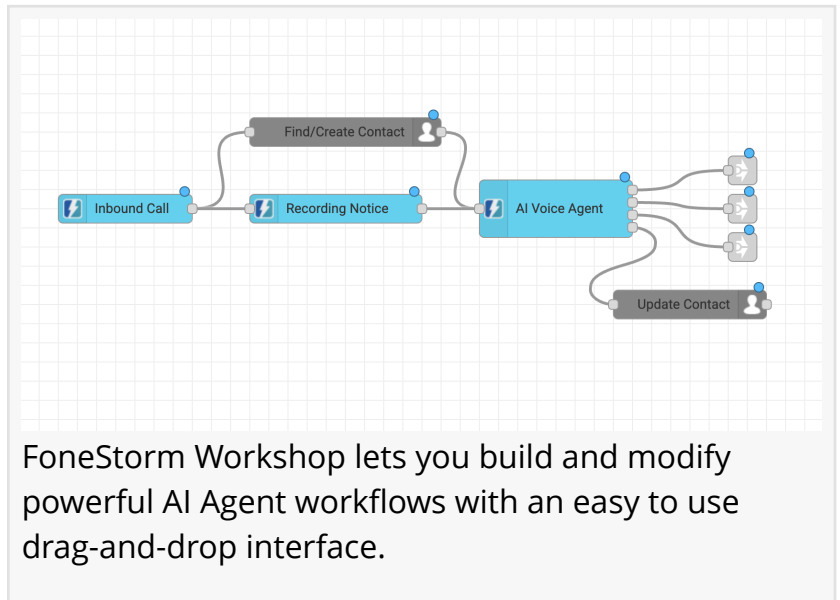 Find/Create Contact
Inbound Call
Recording Notice
AI Voice Agent
Update Contact
FoneStorm Workshop lets you build and modify
powerful AI Agent workflows with an easy to use
drag-and-drop interface.